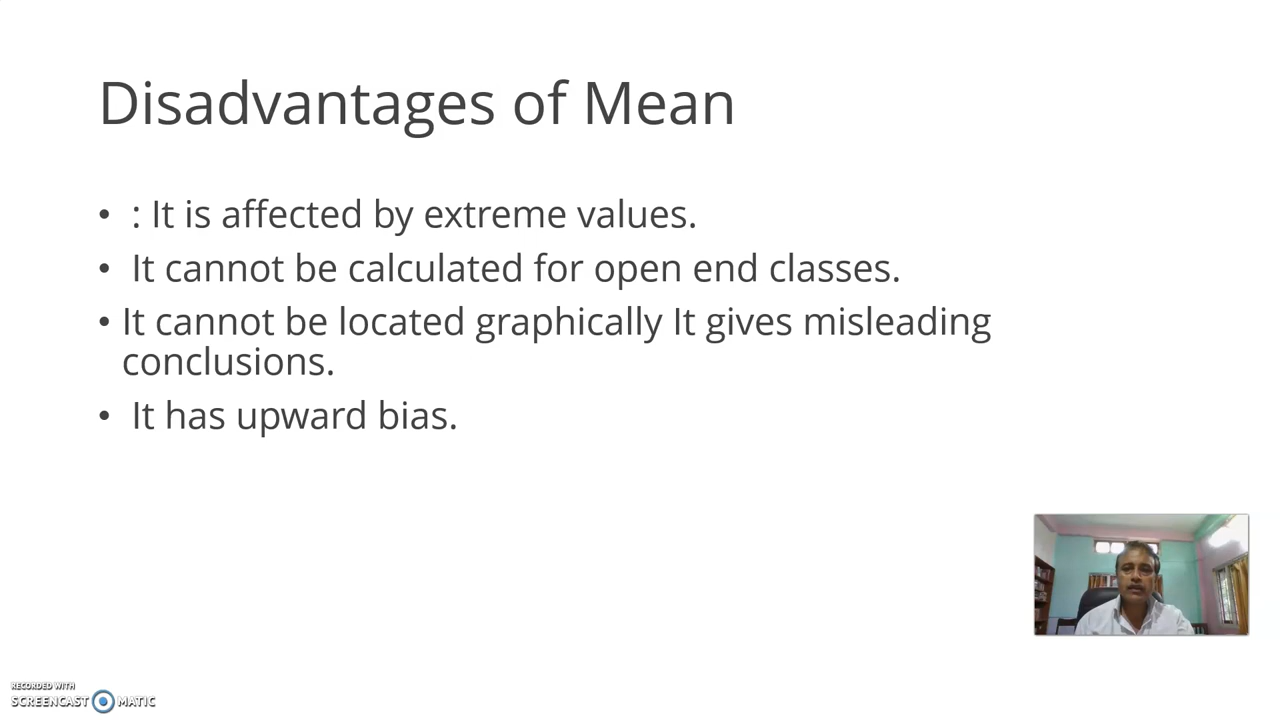 Disadvantages of Mean
• : It is affected by extreme values.
• It cannot be calculated for open end classes.
• It cannot be located graphically It gives misleading
conclusions.
• It has upward bias.
RECORDED WITH
SCREENCAST MATIC